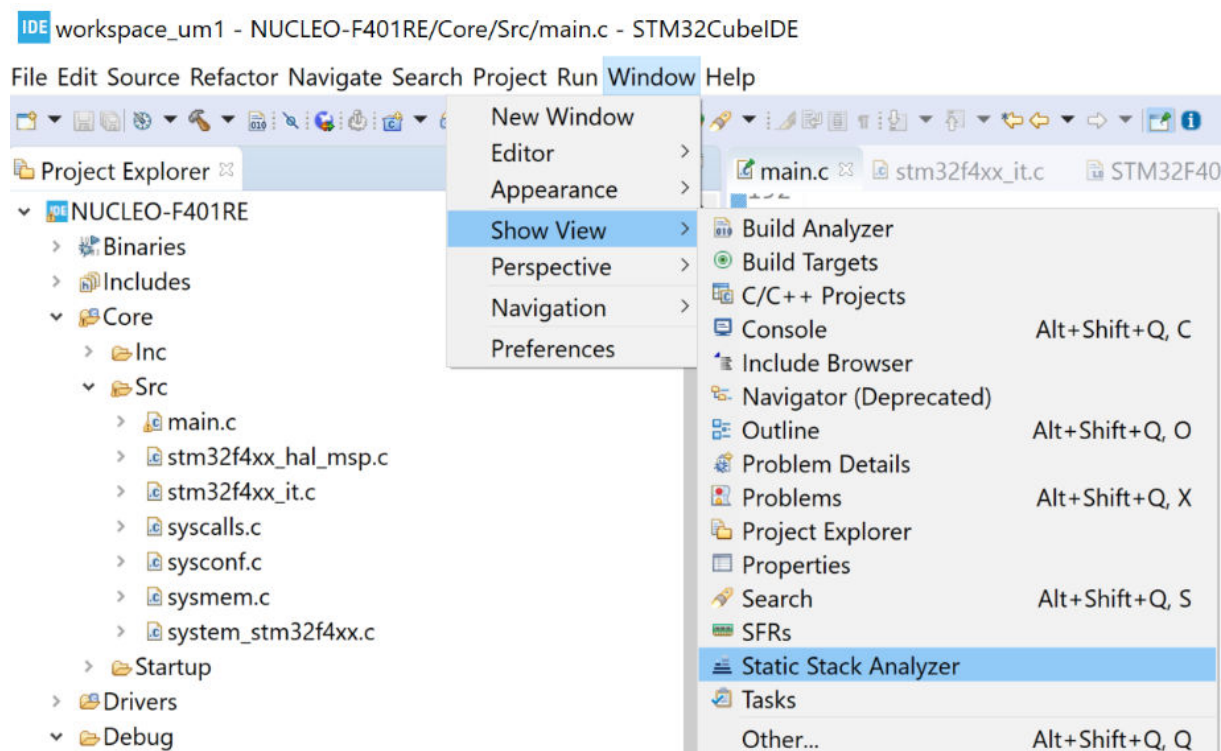 IDE workspace_um1 - NUCLEO-F401RE/Core/Src/main.c - STM32CubeIDE
File Edit Source Refactor Navigate Search Project Run Window Help
New Window
Editor
Appearance
Show View
Perspective
Navigation
Preferences
Project Explorer
NUCLEO-F401RE
Binaries
Includes
Core
Inc
Src
main.c
stm32f4xx_hal_msp.c
stm32f4xx_it.c
syscalls.c
sysconf.c
sysmem.c
system_stm32f4xx.c
Startup
Drivers
Debug
main.c stm32f4xx_it.c STM32F40
Build Analyzer
Build Targets
C/C++ Projects
Console Alt+Shift+Q, C
Include Browser
Navigator (Deprecated)
Outline Alt+Shift+Q, O
Problem Details
Problems Alt+Shift+Q, X
Project Explorer
Properties
Search Alt+Shift+Q, S
SFRs
Static Stack Analyzer
Tasks
Other... Alt+Shift+Q, Q